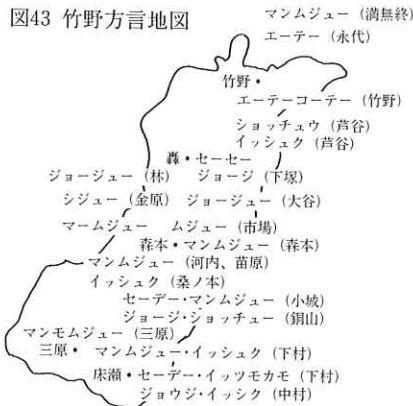 図43 竹野方言地図
マンムジュー (満無終)
エーテー (永代)
竹野・
エーテーコーテー (竹野)
ショッチュウ (芦谷)
イッシュク (芦谷)
轟・セーセー
ジョージュー (林) ジョージ (下塚)
シジュー (金原) ジョージュー (大谷)
マームジュー ムジュー (市場)
森本・マンムジュー (森本)
マンムジュー (河内、苗原)
イッシュク (桑ノ本)
セーデー・マンムジュー (小城)
ジョージ・ショッチュー (鋇山)
マンモムジュー (三原)
三原・ マンムジュー・イッシュク (下村)
床瀬・セーデー・イッツモカモ (下村)
ジョウジ・イッシク (中村)